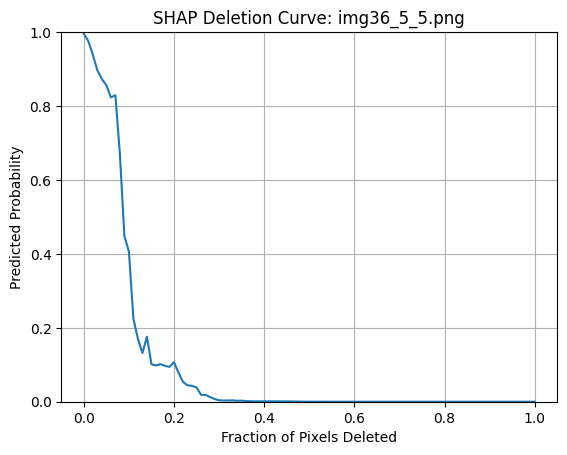 SHAP Deletion Curve: img36_5_5.png
1.0
0.8
0.6
0.4
0.2
0.0
Predicted Probability
0.0 0.2 0.4 0.6 0.8 1.0
Fraction of Pixels Deleted